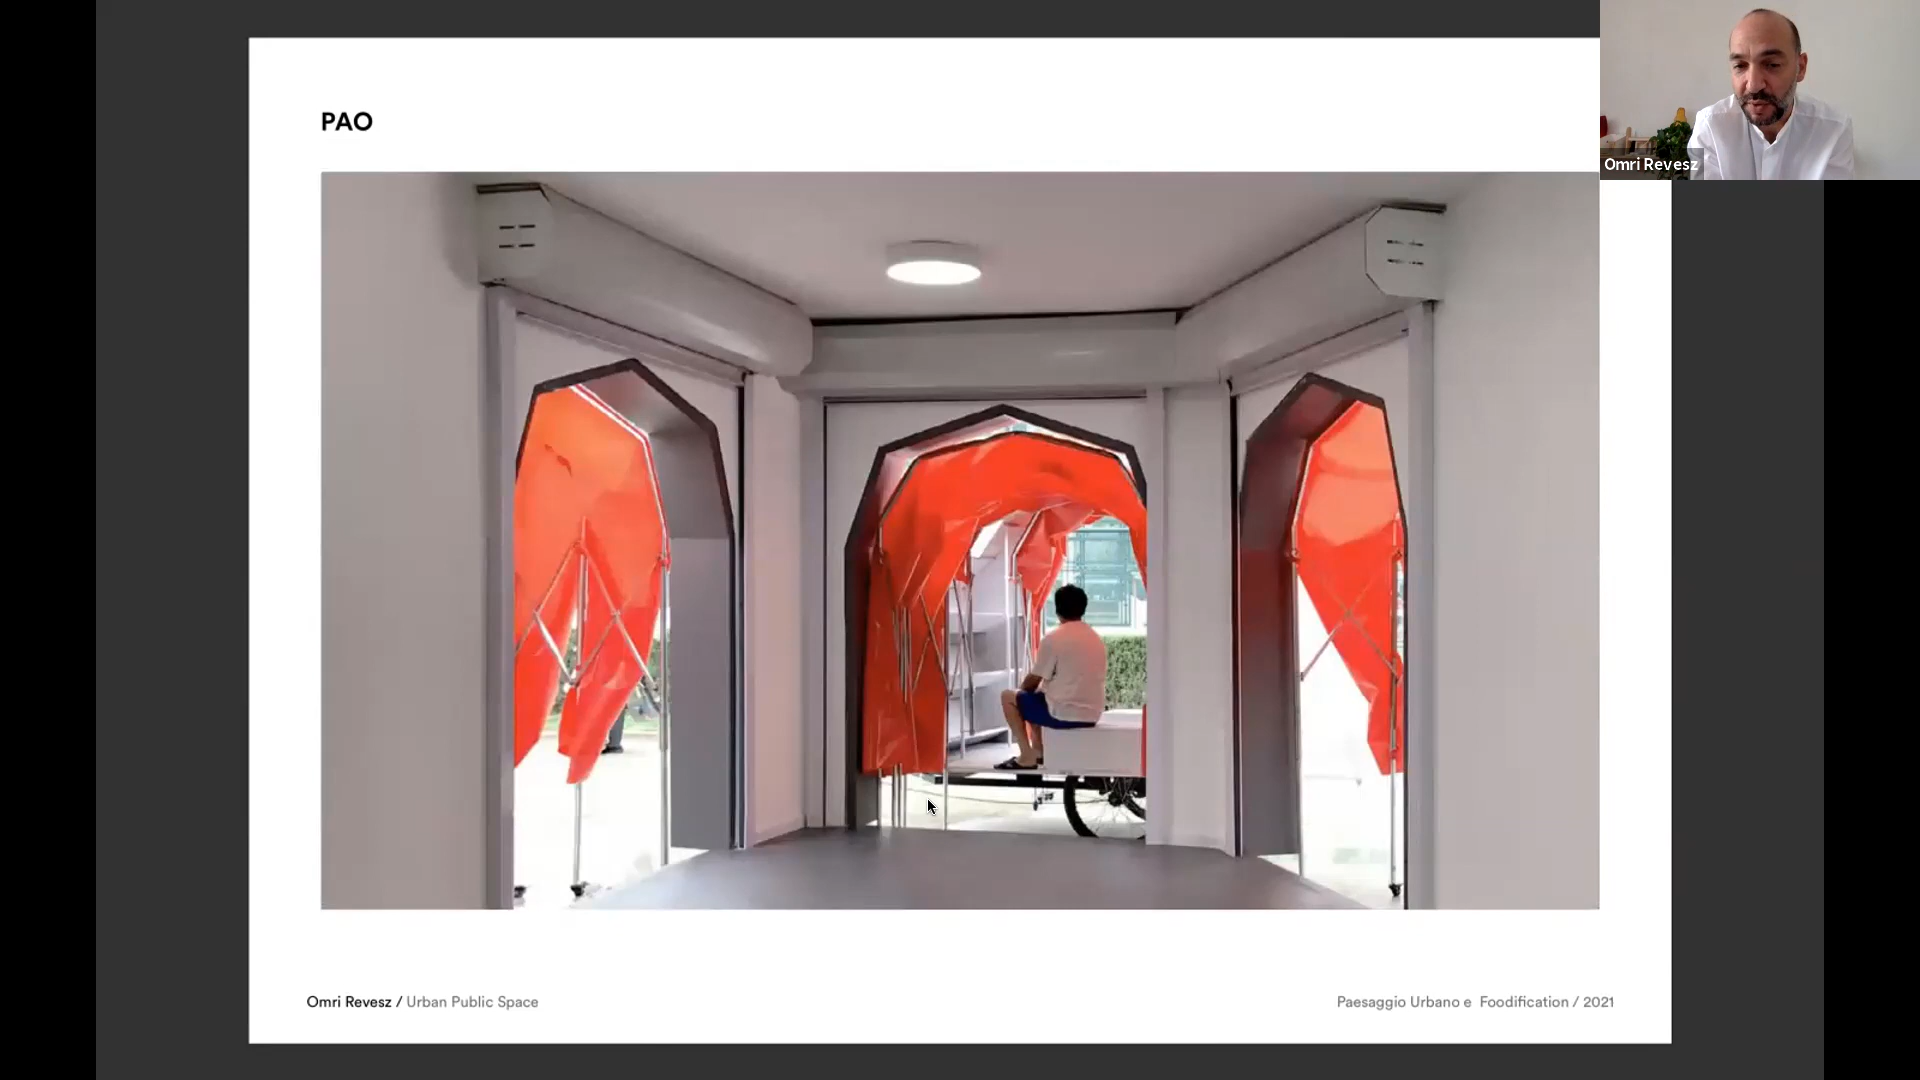 PAO
Omri Revesz
Omri Revesz / Urban Public Space
Paesaggio Urbano e Foodification / 2021